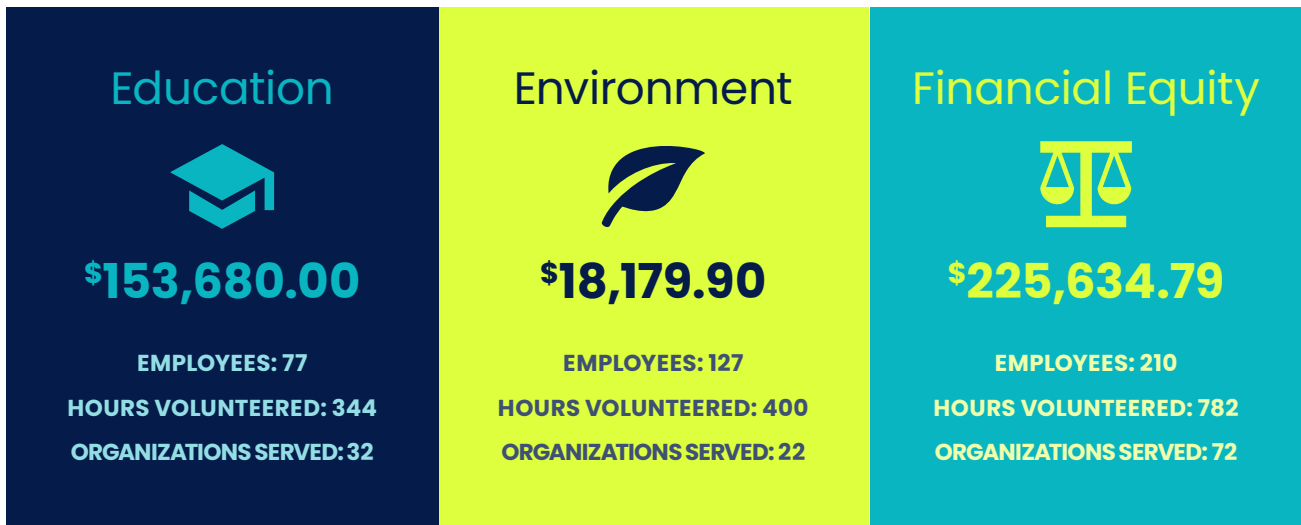 Education
$153,680.00
EMPLOYEES: 77
HOURS VOLUNTEERED: 344
ORGANIZATIONS SERVED: 32
Environment
$18,179.90
EMPLOYEES: 127
HOURS VOLUNTEERED: 400
ORGANIZATIONS SERVED: 22
Financial Equity
$225,634.79
EMPLOYEES: 210
HOURS VOLUNTEERED: 782
ORGANIZATIONS SERVED: 72